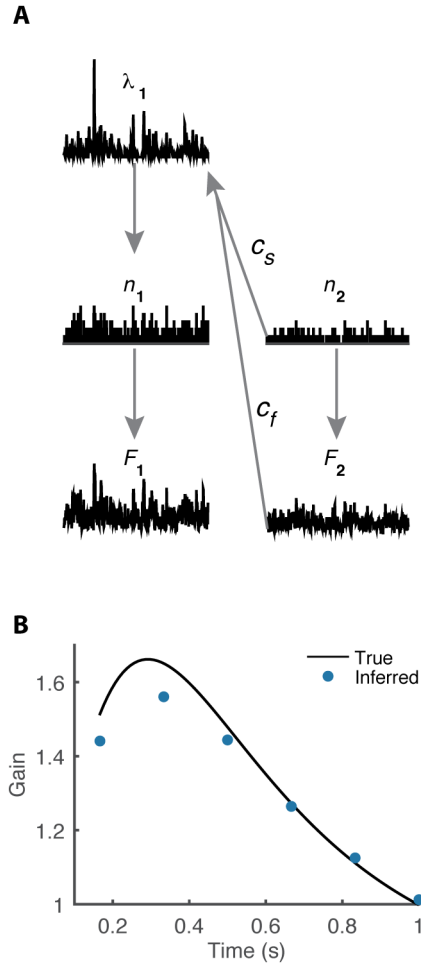 A
λ1
cs
n1
n2
cf
F1
F2
B
True
Inferred
1.6
1.4
1.2
1
Gain
0.2
0.4
0.6
0.8
1
Time (s)